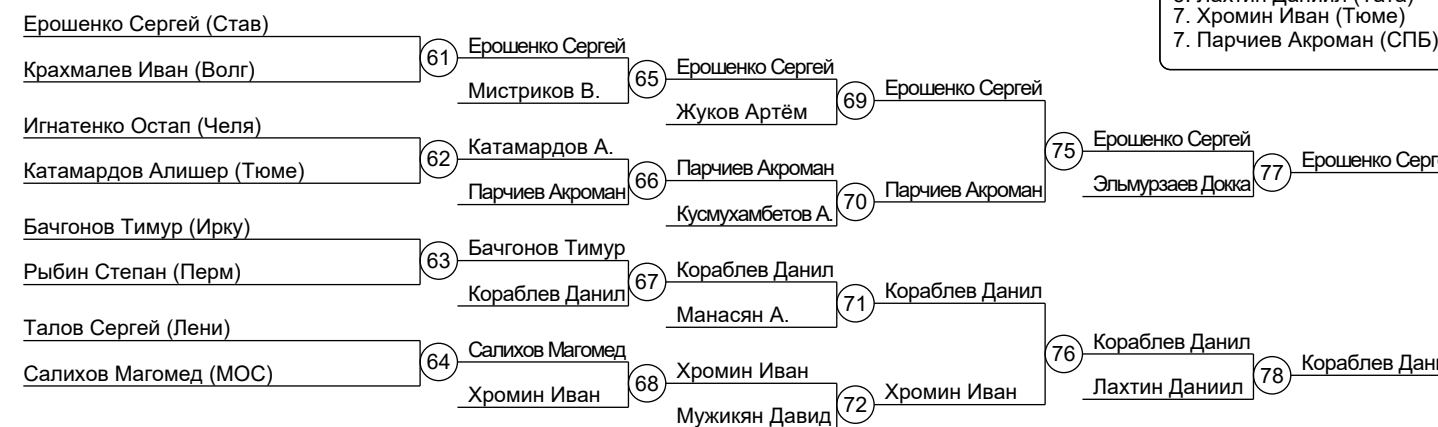 7. Хромин Иван (Тюме)
7. Парчиев Акроман (СПБ)
Ерошенко Сергей (Став)
Крахмалев Иван (Волг)
Игнатенко Остап (Челя)
Катамардов Алишер (Тюме)
Бачгонов Тимур (Ирку)
Рыбин Степан (Перм)
Талов Сергей (Лени)
Салихов Магомед (МОС)
61
62
63
64
Ерошенко Сергей
Мистриков В.
Катамардов А.
Парчиев Акроман
Бачгонов Тимур
Кораблев Данил
Салихов Магомед
Хромин Иван
65
66
67
68
Ерошенко Сергей
Жуков Артём
Парчиев Акроман
Кусмухамбетов А.
Кораблев Данил
Манасян А.
Хромин Иван
Мужикян Давид
69
70
71
72
Ерошенко Сергей
Парчиев Акроман
Кораблев Данил
Хромин Иван
75
76
Ерошенко Сергей
Эльмурзаев Докка
Кораблев Данил
Лахтин Даниил
77
78
Ерошенко
Кораблев